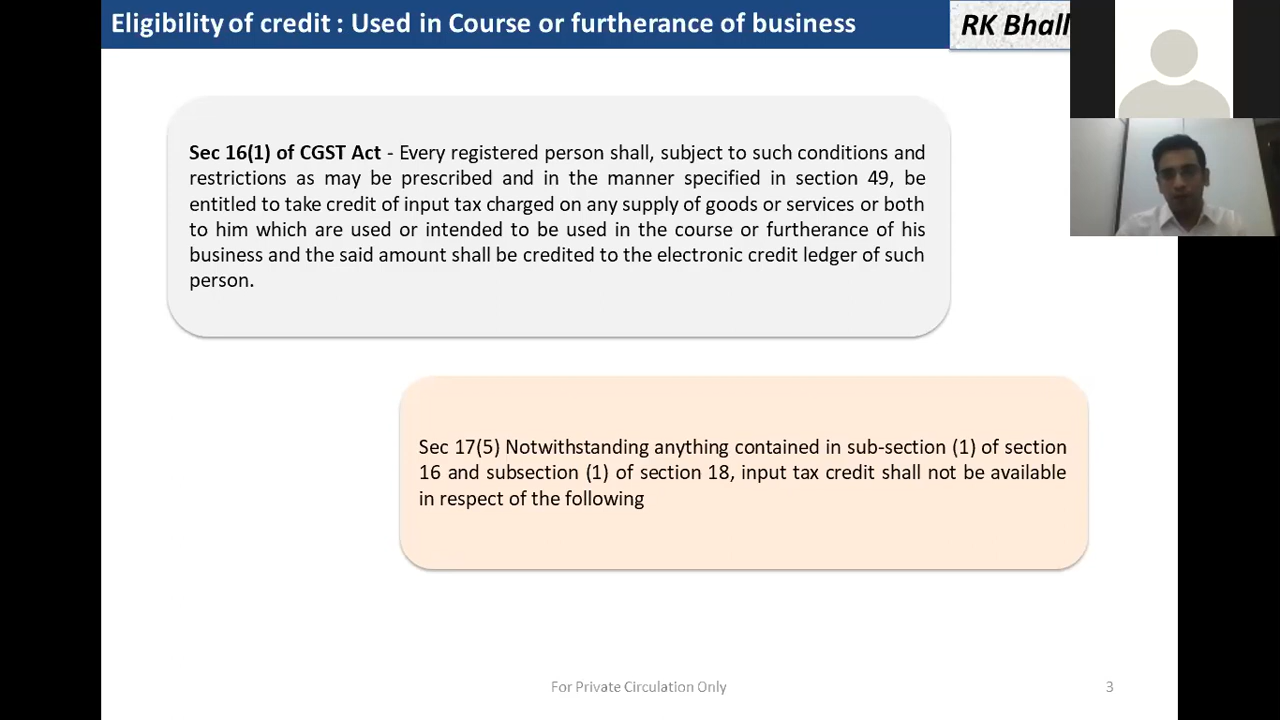 Eligibility of credit : Used in Course or furtherance of business
RK Bhall
Sec 16(1) of CGST Act - Every registered person shall, subject to such conditions and
restrictions as may be prescribed and in the manner specified in section 49, be
entitled to take credit of input tax charged on any supply of goods or services or both
to him which are used or intended to be used in the course or furtherance of his
business and the said amount shall be credited to the electronic credit ledger of such
person.
Sec 17(5) Notwithstanding anything contained in sub-section (1) of section
16 and subsection (1) of section 18, input tax credit shall not be available
in respect of the following
For Private Circulation Only
3